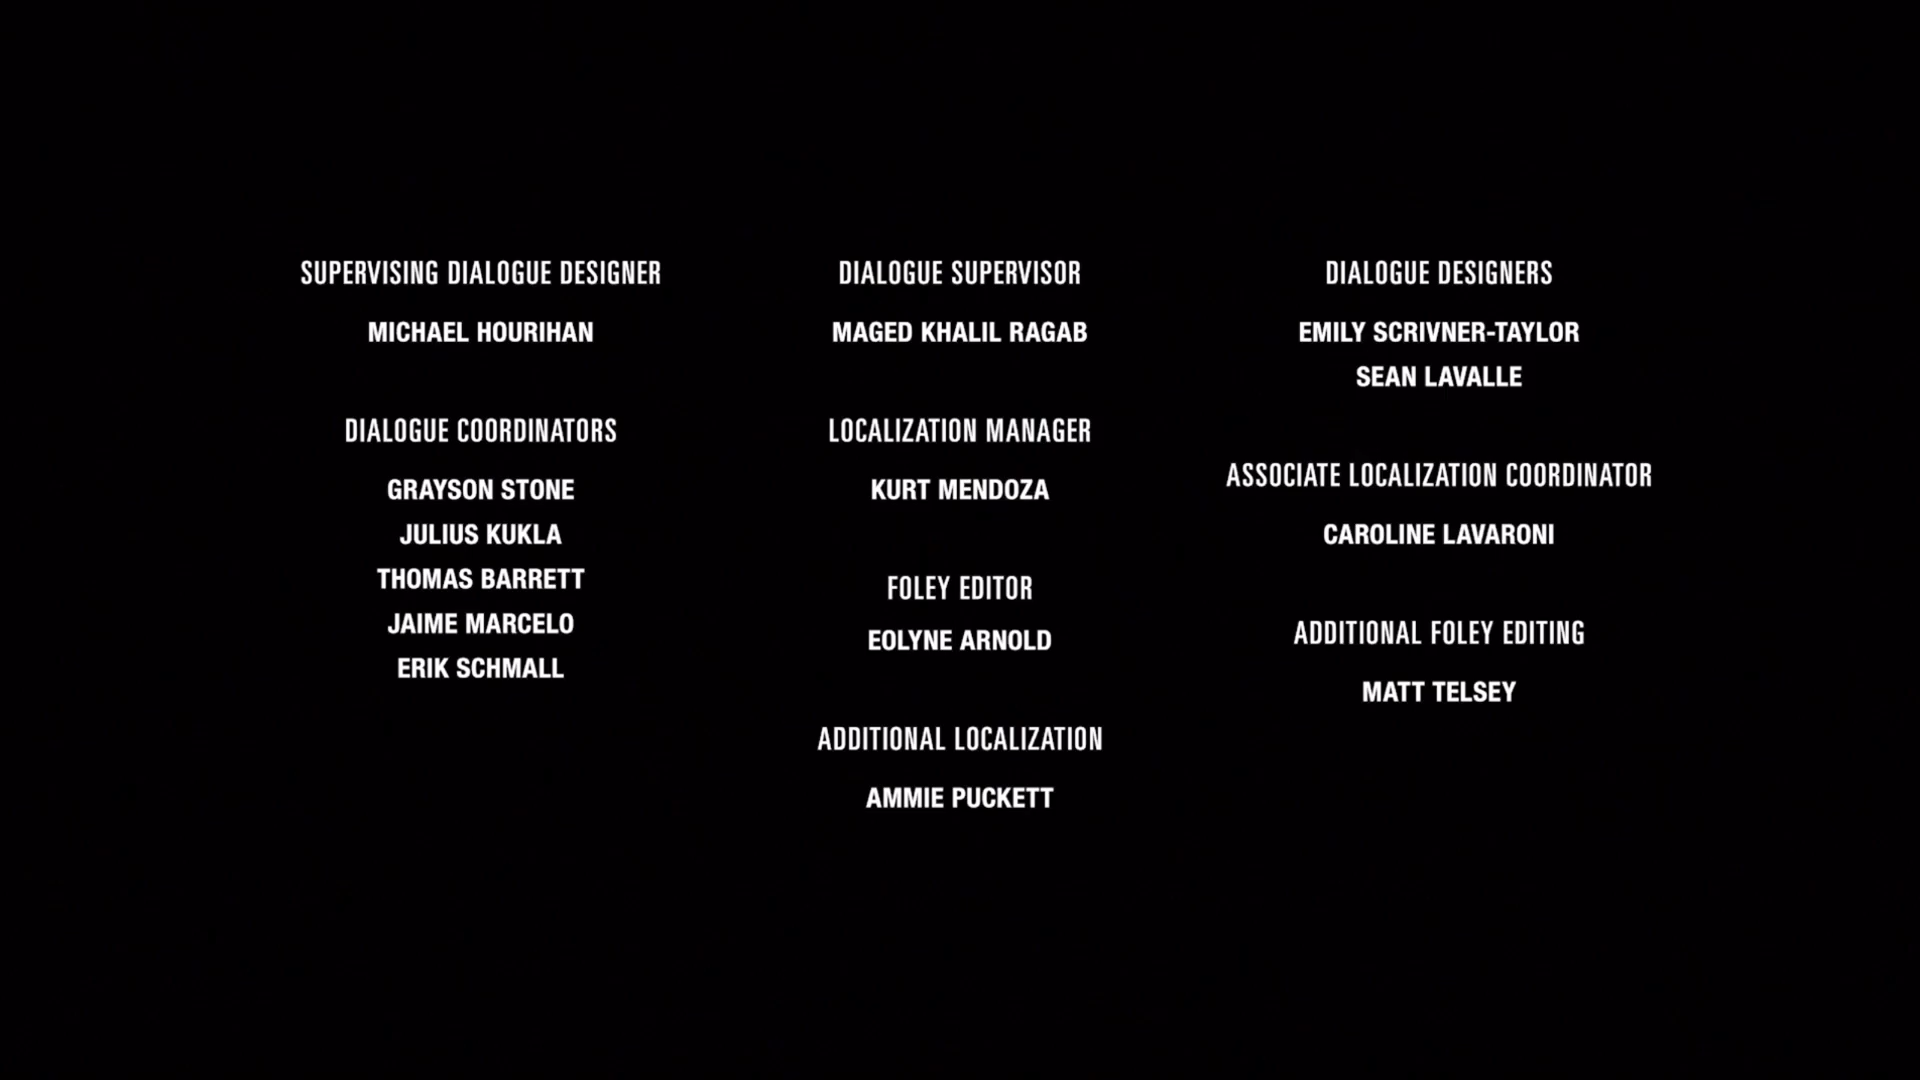 SUPERVISING DIALOGUE DESIGNER
MICHAEL HOURIHAN
DIALOGUE COORDINATORS
GRAYSON STONE
JULIUS KUKLA
THOMAS BARRETT
JAIME MARCELO
ERIK SCHMALL
DIALOGUE SUPERVISOR
MAGED KHALIL RAGAB
LOCALIZATION MANAGER
KURT MENDOZA
FOLEY EDITOR
EOLYNE ARNOLD
ADDITIONAL LOCALIZATION
AMMIE PUCKETT
DIALOGUE DESIGNERS
EMILY SCRIVNER-TAYLOR
SEAN LAVALLE
ASSOCIATE LOCALIZATION COORDINATOR
CAROLINE LAVARONI
ADDITIONAL FOLEY EDITING
MATT TELSEY